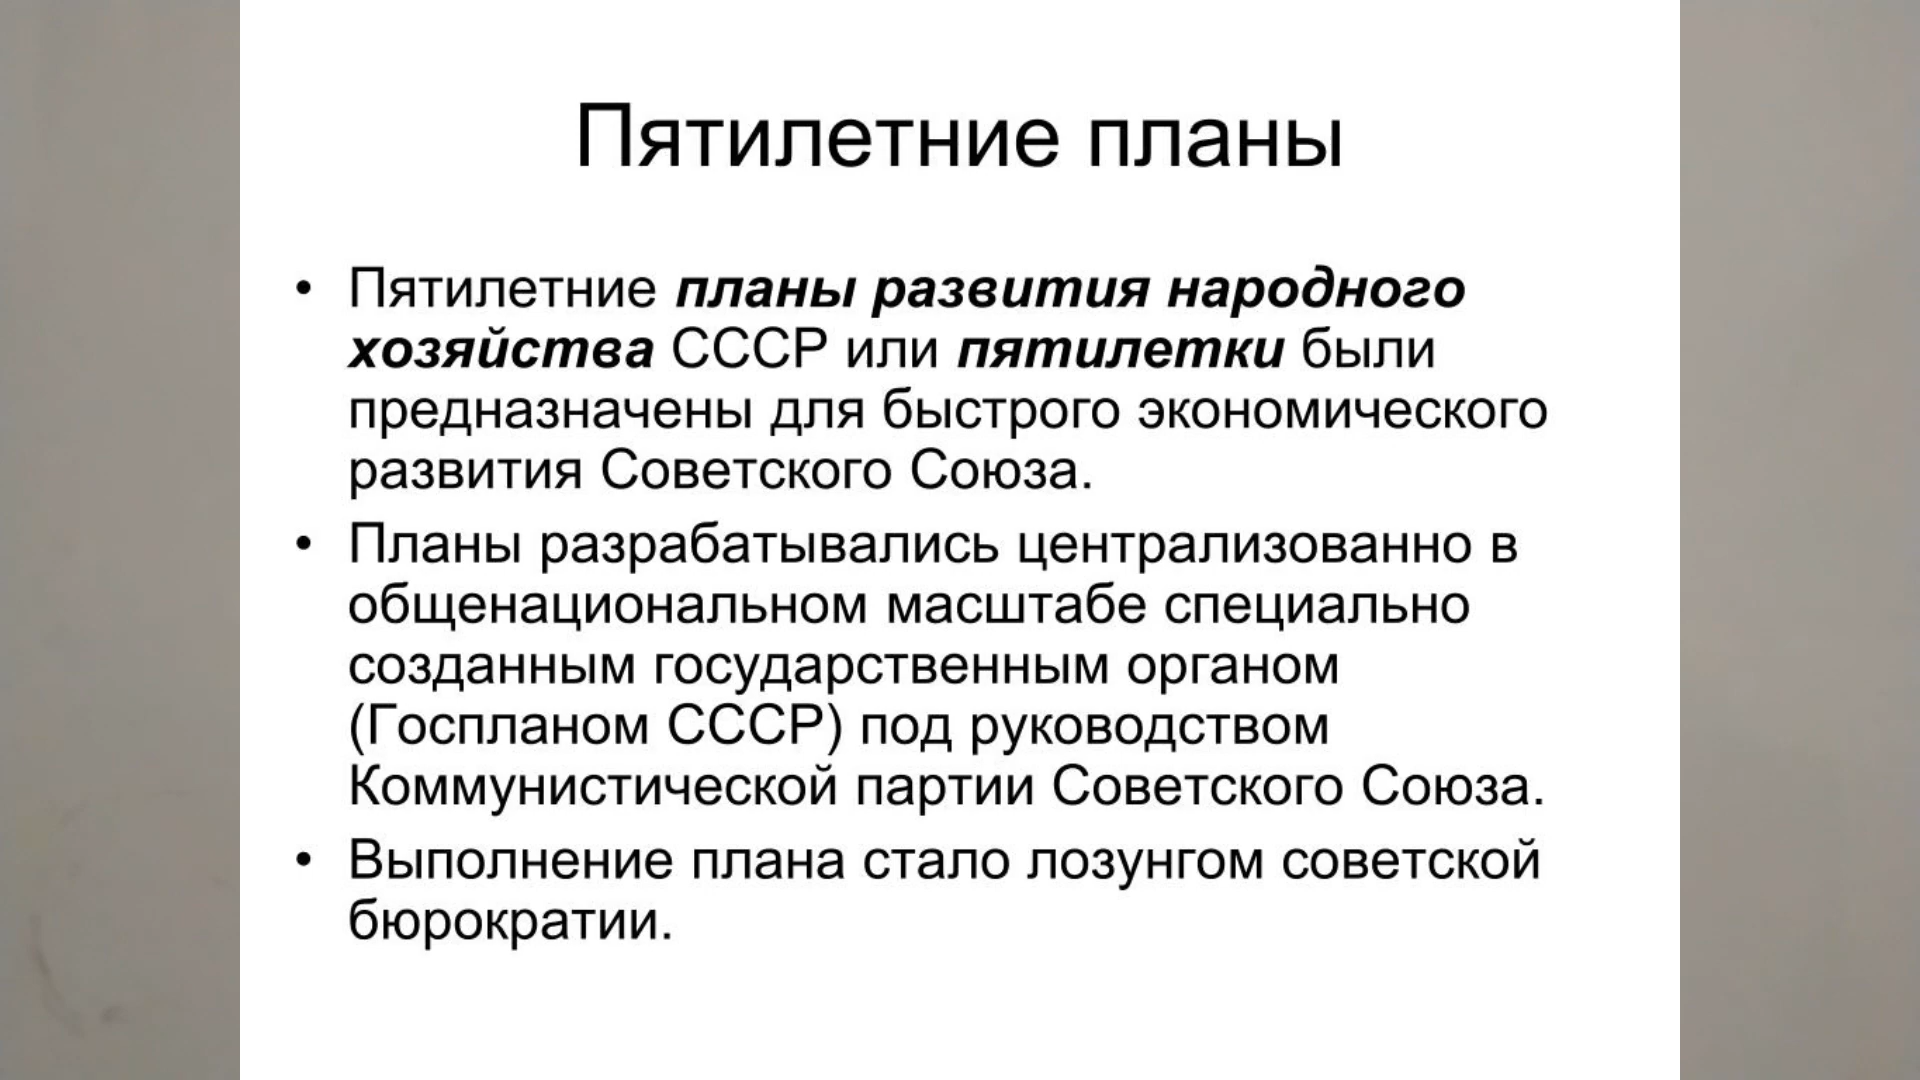 Пятилетние планы
• Пятилетние планы развития народного
хозяйства СССР или пятилетки были
предназначены для быстрого экономического
развития Советского Союза.
• Планы разрабатывались централизованно в
общенациональном масштабе специально
созданным государственным органом
(Госпланом СССР) под руководством
Коммунистической партии Советского Союза.
• Выполнение плана стало лозунгом советской
бюрократии.